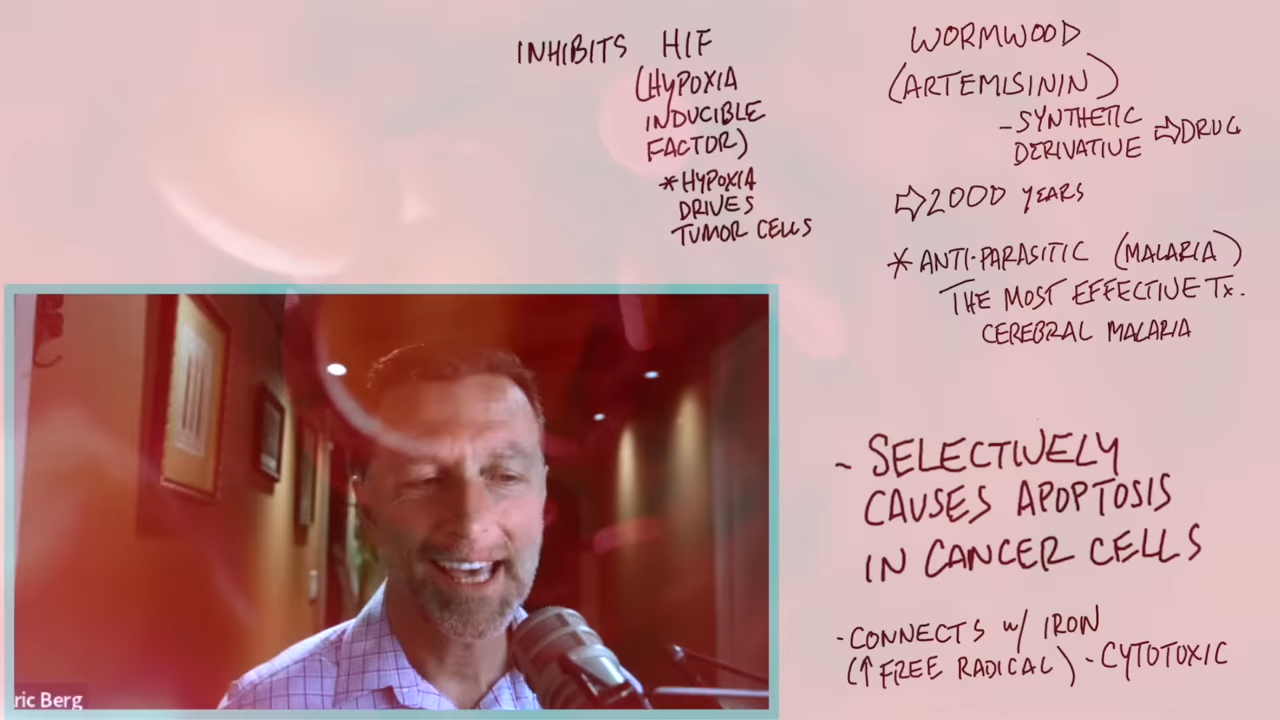 INHIBITS HIF
(HYPOXIA
INDUCIBLE
FACTOR)
*HYPOXIA
DRIVES
TUMOR CELLS
WORMWOOD
(ARTEMISININ)
-SYNTHETIC
DERIVATIVE ⇨DRUG
⇨2000 YEARS
*ANTI-PARASITIC (MALARIA)
THE MOST EFFECTIVE Tx.
CEREBRAL MALARIA
- SELECTIVELY
CAUSES APOPTOSIS
IN CANCER CELLS
-CONNECTS w/ IRON
(↑FREE RADICAL) -CYTOTOXIC
ric Berg